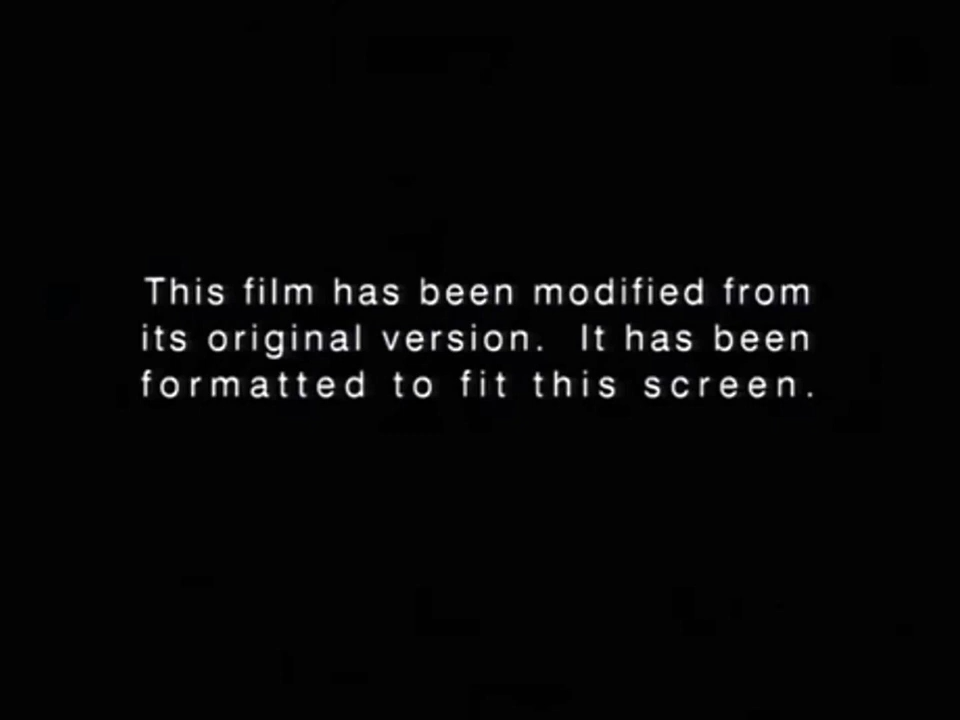 This film has been modified from
its original version.  It has been
formatted to fit this screen.